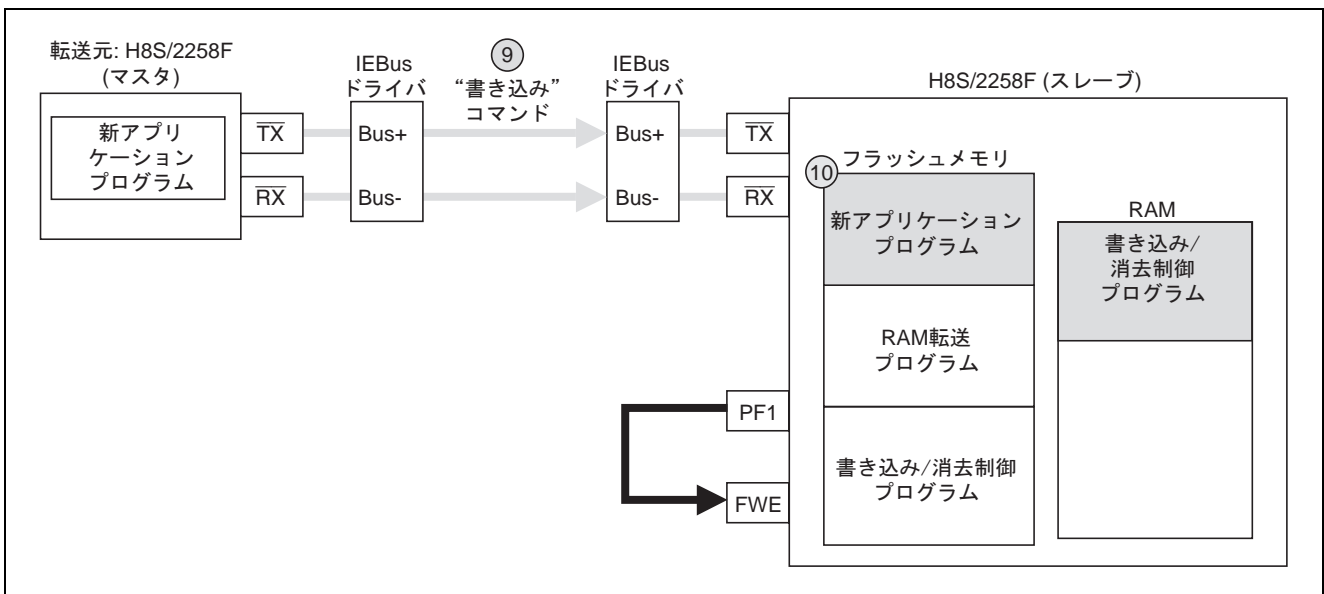 転送元: H8S/2258F
(マスタ)
新アプリ
ケーション
プログラム
TX
RX
IEBus
ドライバ
Bus+
Bus-
⑨
“書き込み”
コマンド
IEBus
ドライバ
Bus+
Bus-
TX
RX
H8S/2258F (スレーブ)
⑩
フラッシュメモリ
新アプリケーション
プログラム
RAM転送
プログラム
書き込み/消去制御
プログラム
RAM
書き込み/
消去制御
プログラム
PF1
FWE